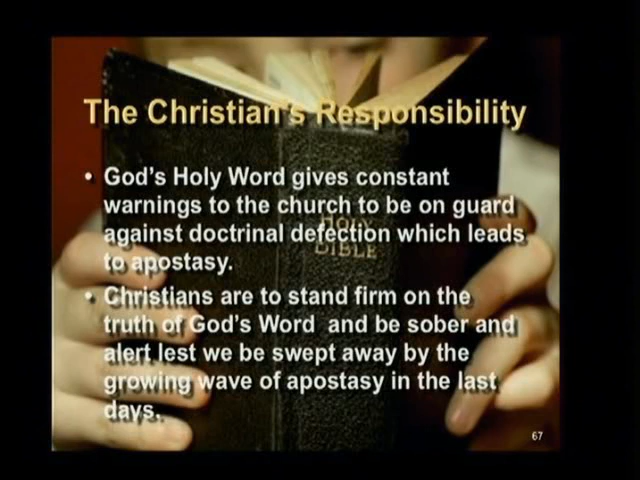 The Christian's Responsibility
• God's Holy Word gives constant
warnings to the church to be on guard
against doctrinal defection which leads
to apostasy.
• Christians are to stand firm on the
truth of God's Word and be sober and
alert lest we be swept away by the
growing wave of apostasy in the last
days.
HOLY
BIBLE
67